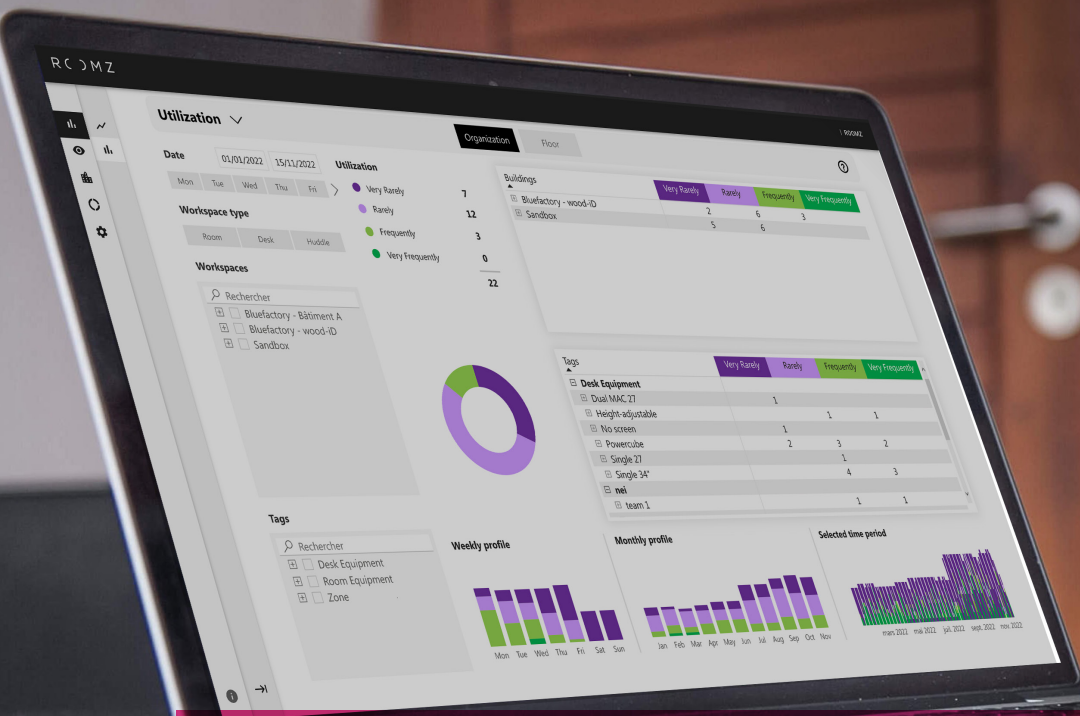 ROOMZ
ROOMZ
Utilization
Organization Floor
Date 01/01/2022 15/11/2022
Mon Tue Wed Thu Fri
Workspace type
Room Desk Huddle
Workspaces
Rechercher
Bluefactory - Bâtiment A
Bluefactory - wood-iD
Sandbox
Utilization
Very Rarely 7
Rarely 12
Frequently 3
Very Frequently 0
22
Buildings Very Rarely Rarely Frequently Very Frequently
Bluefactory - wood-iD 2 6 3
Sandbox 5 6
Tags Very Rarely Rarely Frequently Very Frequently
Desk Equipment
Dual MAC 27 1
Height-adjustable 1 1
No screen 1
Powercube 2 3 2
Single 27 1
Single 34" 4 3
nei
team 1 1 1
Tags
Rechercher
Desk Equipment
Room Equipment
Zone
Weekly profile
Mon Tue Wed Thu Fri Sat Sun
Monthly profile
Jan Feb Mar Apr May Jun Jul Aug Sep Oct Nov
Selected time period
mars 2022 mai 2022 juil. 2022 sept. 2022 nov. 2022